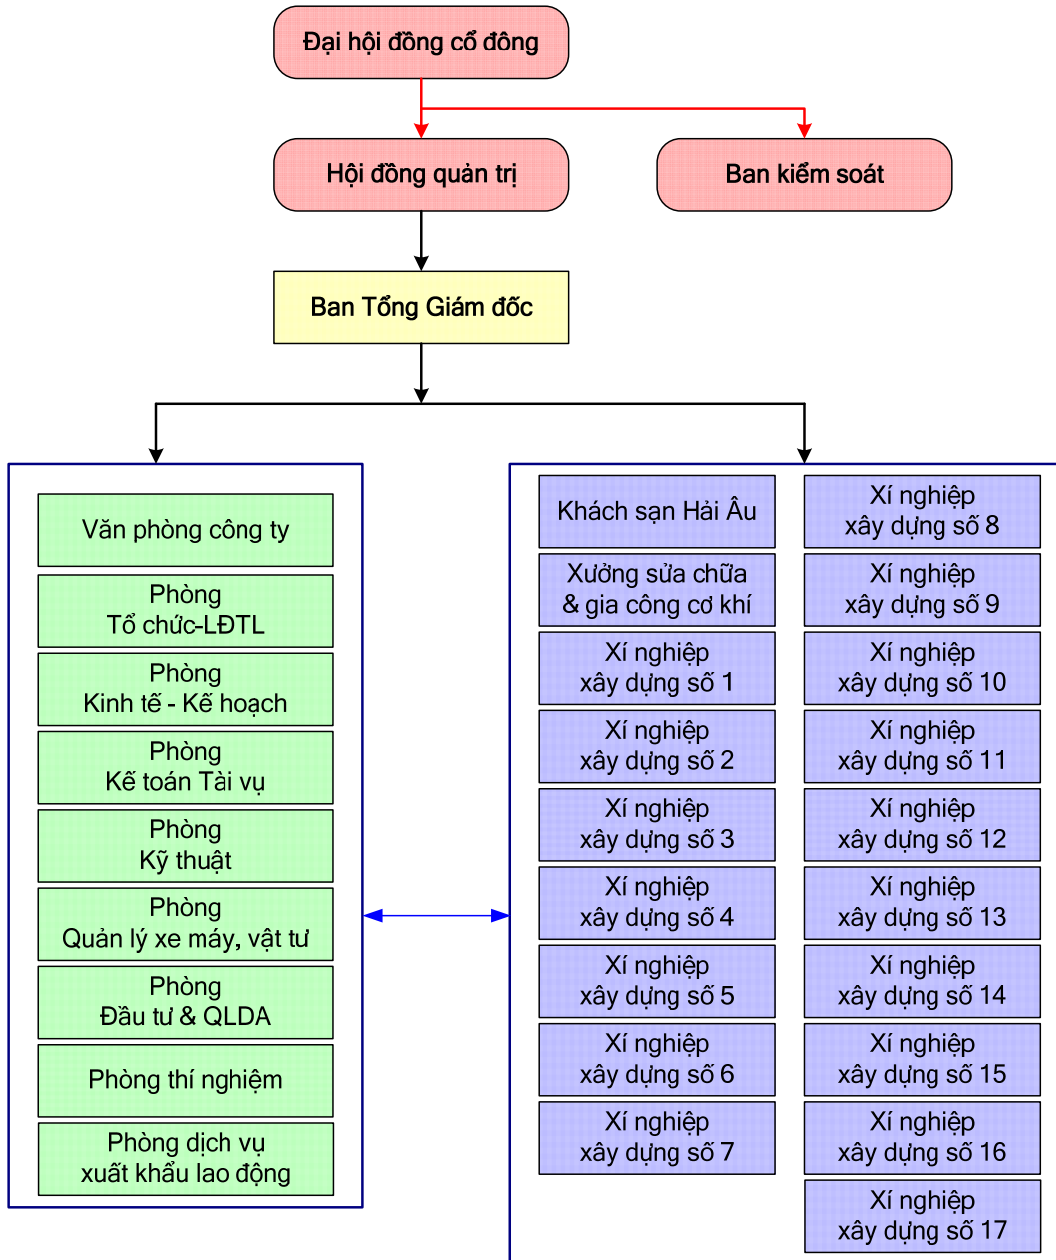 Đại hội đồng cổ đông
Hội đồng quản trị
Ban kiểm soát
Ban Tổng Giám đốc
Văn phòng công ty
Phòng
Tổ chức-LĐTL
Phòng
Kinh tế - Kế hoạch
Phòng
Kế toán Tài vụ
Phòng
Kỹ thuật
Phòng
Quản lý xe máy, vật tư
Phòng
Đầu tư & QLDA
Phòng thí nghiệm
Phòng dịch vụ
xuất khẩu lao động
Khách sạn Hải Âu
Xưởng sửa chữa
& gia công cơ khí
Xí nghiệp
xây dựng số 1
Xí nghiệp
xây dựng số 2
Xí nghiệp
xây dựng số 3
Xí nghiệp
xây dựng số 4
Xí nghiệp
xây dựng số 5
Xí nghiệp
xây dựng số 6
Xí nghiệp
xây dựng số 7
Xí nghiệp
xây dựng số 8
Xí nghiệp
xây dựng số 9
Xí nghiệp
xây dựng số 10
Xí nghiệp
xây dựng số 11
Xí nghiệp
xây dựng số 12
Xí nghiệp
xây dựng số 13
Xí nghiệp
xây dựng số 14
Xí nghiệp
xây dựng số 15
Xí nghiệp
xây dựng số 16
Xí nghiệp
xây dựng số 17